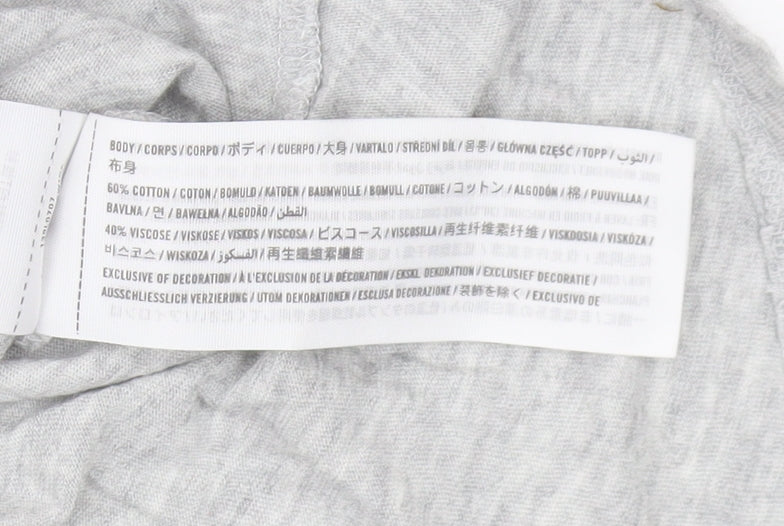 BODY / CORPS / CORPO / ボディ / CUERPO / 大身 / VARTALO / STŘEDNÍ DÍL / 몸통 / GŁÓWNA CZĘŚĆ / TOPP / الثوب /
布身
60% COTTON / COTON / BOMULD / KATOEN / BAUMWOLLE / BOMULL / COTONE / コットン / ALGODÓN / 棉 / PUUVILLAA /
BAVLNA / 면 / BAWEŁNA / ALGODÃO / القطن
40% VISCOSE / VISKOSE / VISKOS / VISCOSA / ビスコース / VISCOSILLA / 再生纤维素纤维 / VISKOOSIA / VISKÓZA /
비스코스 / WISKOZA / الفسكوز / 再生纖維素纖維
EXCLUSIVE OF DECORATION / À L'EXCLUSION DE LA DÉCORATION / EKSKL. DEKORATION / EXCLUSIEF DECORATIE /
AUSSCHLIESSLICH VERZIERUNG / UTOM DEKORATIONEN / ESCLUSA DECORAZIONE / 装飾を除く / EXCLUSIVO DE